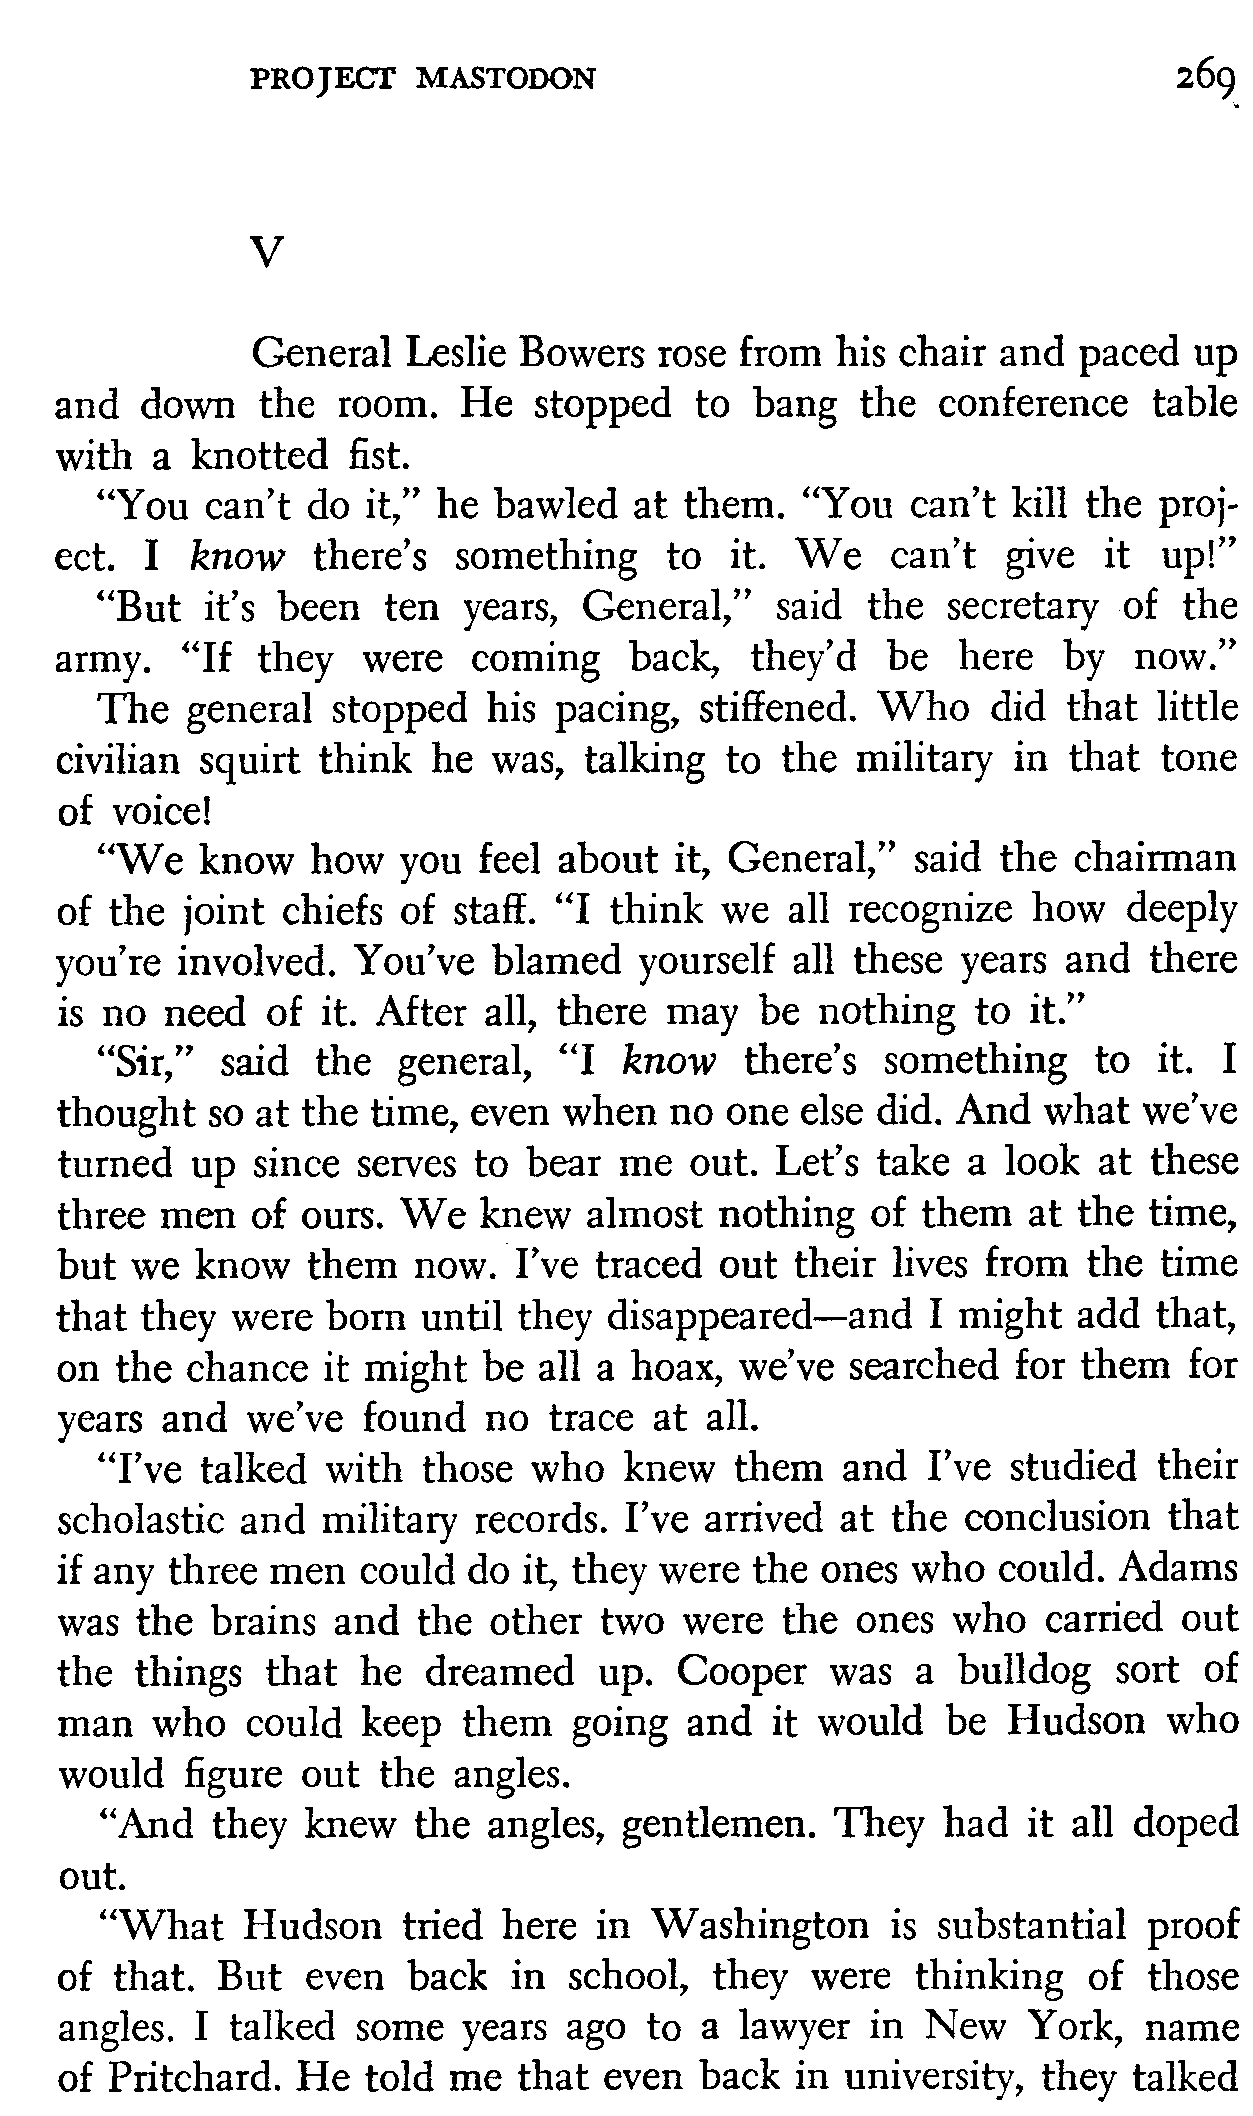 PROJECT MASTODON 269
V
General Leslie Bowers rose from his chair and paced up
and down the room. He stopped to bang the conference table
with a knotted fist.
“You can't do it,” he bawled at them. “You can't kill the proj-
ect. I know there's something to it. We can't give it up!”
“But it's been ten years, General,” said the secretary of the
army. “If they were coming back, they'd be here by now.”
The general stopped his pacing, stiffened. Who did that little
civilian squirt think he was, talking to the military in that tone
of voice!
“We know how you feel about it, General,” said the chairman
of the joint chiefs of staff. “I think we all recognize how deeply
you're involved. You've blamed yourself all these years and there
is no need of it. After all, there may be nothing to it.”
“Sir,” said the general, “I know there's something to it. I
thought so at the time, even when no one else did. And what we've
turned up since serves to bear me out. Let's take a look at these
three men of ours. We knew almost nothing of them at the time,
but we know them now. I've traced out their lives from the time
that they were born until they disappeared—and I might add that,
on the chance it might be all a hoax, we've searched for them for
years and we've found no trace at all.
“I've talked with those who knew them and I've studied their
scholastic and military records. I've arrived at the conclusion that
if any three men could do it, they were the ones who could. Adams
was the brains and the other two were the ones who carried out
the things that he dreamed up. Cooper was a bulldog sort of
man who could keep them going and it would be Hudson who
would figure out the angles.
“And they knew the angles, gentlemen. They had it all doped
out.
“What Hudson tried here in Washington is substantial proof
of that. But even back in school, they were thinking of those
angles. I talked some years ago to a lawyer in New York, name
of Pritchard. He told me that even back in university, they talked